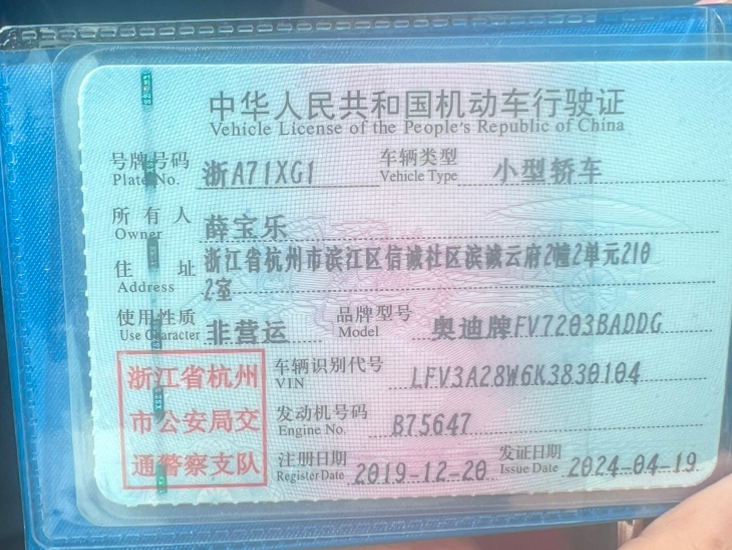 中华人民共和国机动车行驶证
Vehicle License of the People's Republic of China
号牌号码 浙A71XG1 车辆类型 小型轿车
Plate No. Vehicle Type
所有人 薛宝乐
Owner
住址 浙江省杭州市滨江区信诚社区滨诚云府2幢2单元210
Address 2室
使用性质 非营运 品牌型号 奥迪牌FV7203BADDG
Use Character Model
浙江省杭州
市公安局交
通警察支队
车辆识别代号 LFV3A28W6K3830104
VIN
发动机号码 B75647
Engine No.
注册日期 2019-12-20 发证日期 2024-04-19
Register Date Issue Date